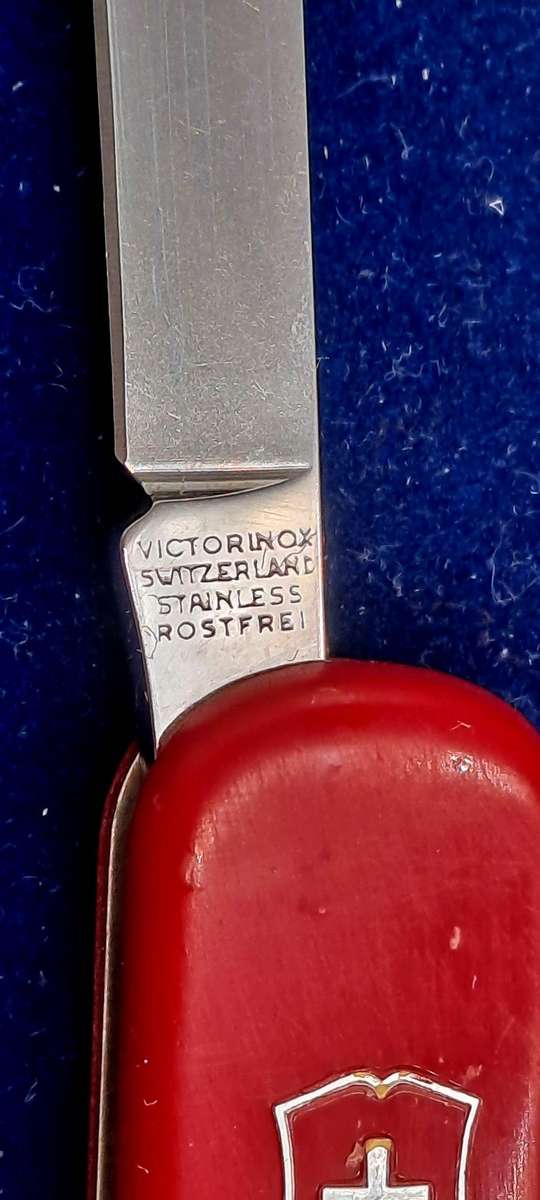 VICTORINOX
SWITZERLAND
STAINLESS
ROSTFREI